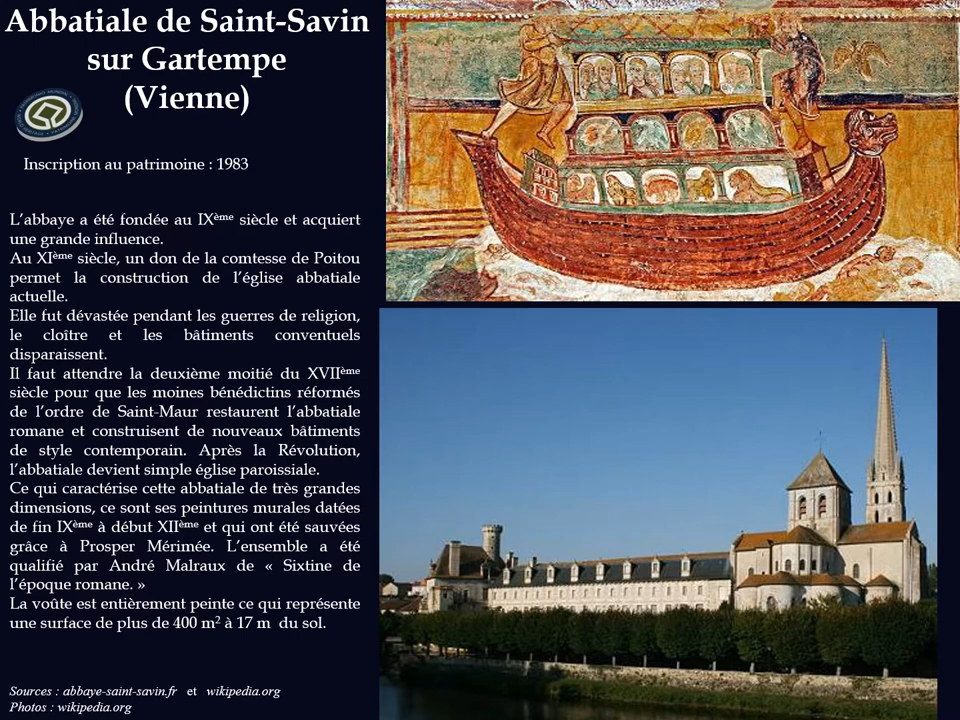 Abbatiale de Saint-Savin
sur Gartempe
(Vienne)
Inscription au patrimoine : 1983
L’abbaye a été fondée au IXème siècle et acquiert
une grande influence.
Au XIème siècle, un don de la comtesse de Poitou
permet la construction de l’église abbatiale
actuelle.
Elle fut dévastée pendant les guerres de religion,
le cloître et les bâtiments conventuels
disparaissent.
Il faut attendre la deuxième moitié du XVIIème
siècle pour que les moines bénédictins réformés
de l’ordre de Saint-Maur restaurent l’abbatiale
romane et construisent de nouveaux bâtiments
de style contemporain. Après la Révolution,
l’abbatiale devient simple église paroissiale.
Ce qui caractérise cette abbatiale de très grandes
dimensions, ce sont ses peintures murales datées
de fin IXème à début XIIème et qui ont été sauvées
grâce à Prosper Mérimée. L’ensemble a été
qualifié par André Malraux de « Sixtine de
l’époque romane. »
La voûte est entièrement peinte ce qui représente
une surface de plus de 400 m² à 17 m du sol.
Sources : abbaye-saint-savin.fr et wikipedia.org
Photos : wikipedia.org